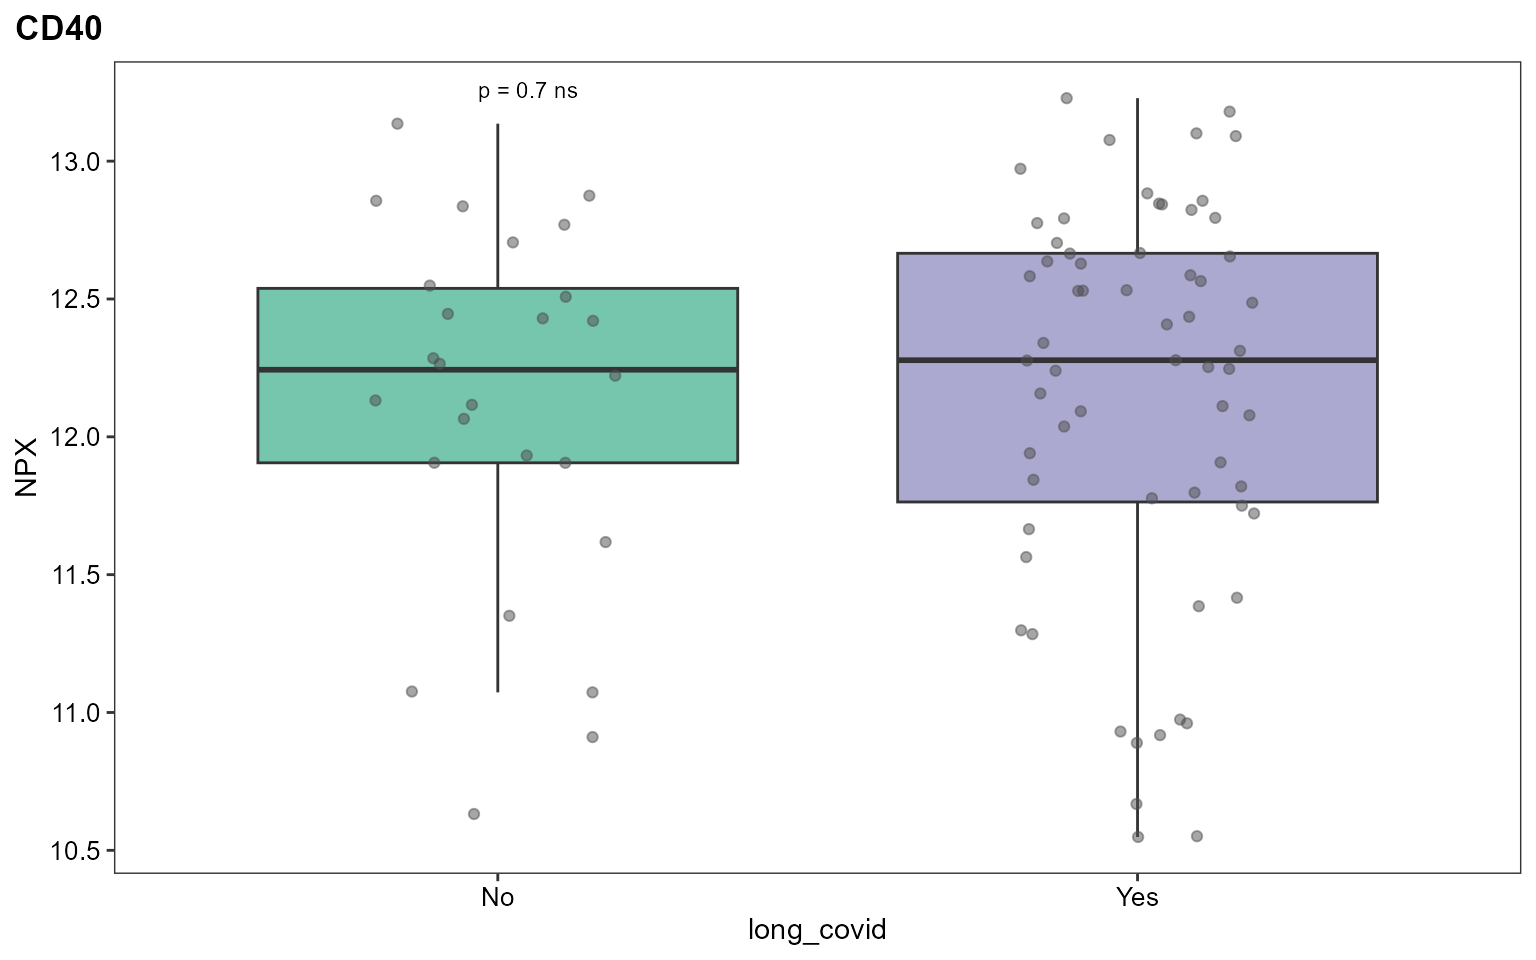 CD40
p = 0.7 ns
13.0
12.5
12.0
11.5
11.0
10.5
NPX
No
Yes
long_covid